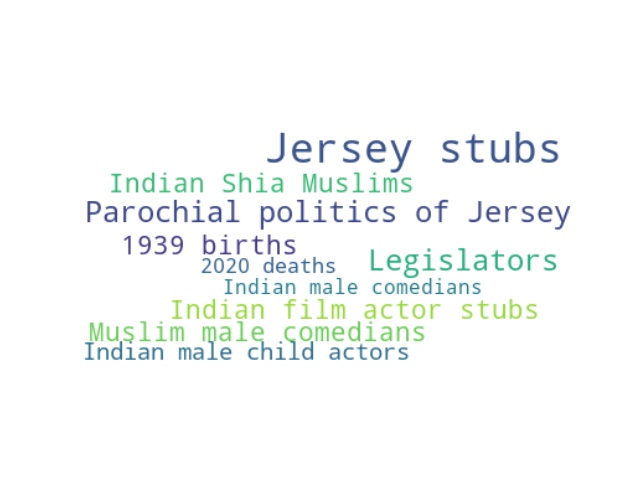 Jersey stubs
Indian Shia Muslims
Parochial politics of Jersey
1939 births
Legislators
2020 deaths
Indian male comedians
Indian film actor stubs
Muslim male comedians
Indian male child actors